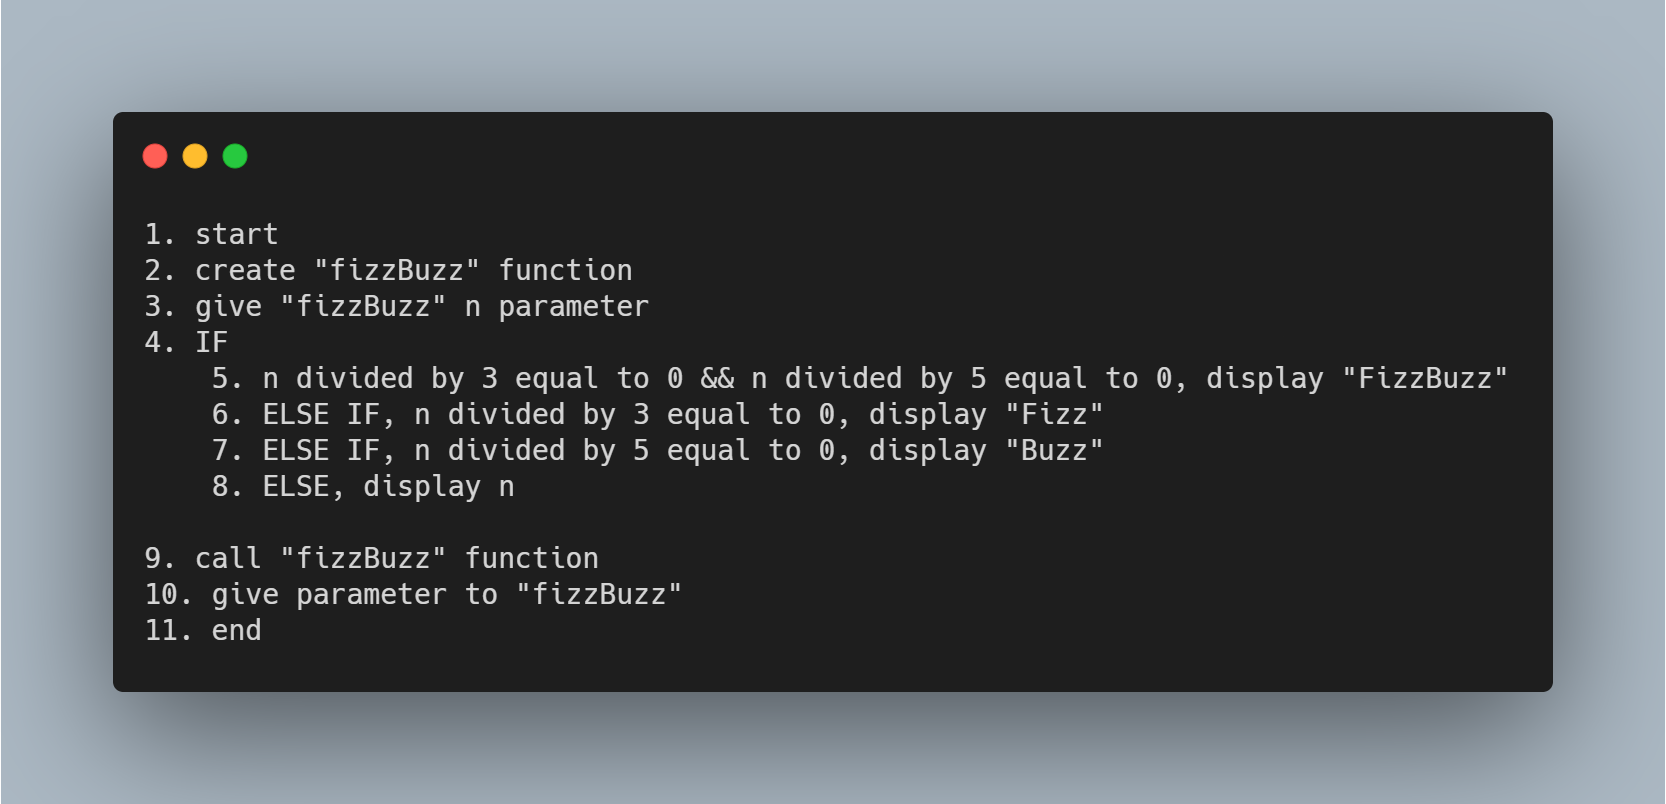 1. start
2. create "fizzBuzz" function
3. give "fizzBuzz" n parameter
4. IF
    5. n divided by 3 equal to 0 && n divided by 5 equal to 0, display "FizzBuzz"
    6. ELSE IF, n divided by 3 equal to 0, display "Fizz"
    7. ELSE IF, n divided by 5 equal to 0, display "Buzz"
    8. ELSE, display n
9. call "fizzBuzz" function
10. give parameter to "fizzBuzz"
11. end